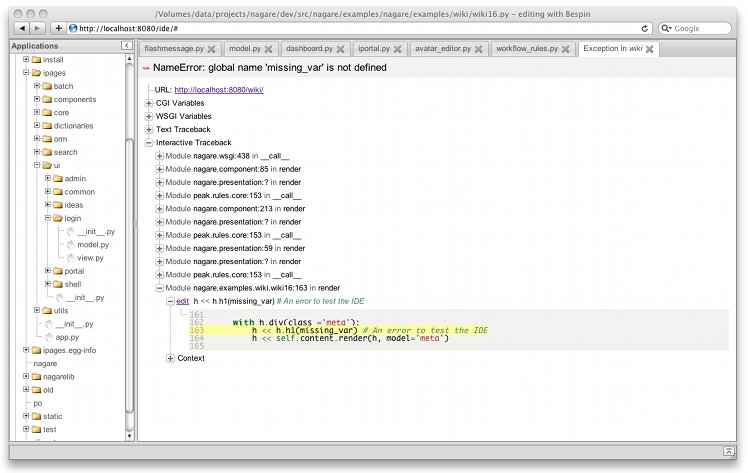 /Volumes/data/projects/nagare/dev/src/nagare/examples/nagare/examples/wiki/wiki16.py - editing with Bespin
http://localhost:8080/ide/#
Google
Applications
flashmessage.py
model.py
dashboard.py
iportal.py
avatar_editor.py
workflow_rules.py
Exception in wiki
install
ipages
batch
components
core
dictionaries
orm
search
ui
admin
common
ideas
login
__init__.py
model.py
view.py
portal
shell
__init__.py
utils
__init__.py
app.py
ipages.egg-info
nagare
nagarelib
old
po
static
test
NameError: global name 'missing_var' is not defined
URL: http://localhost:8080/wiki/
CGI Variables
WSGI Variables
Text Traceback
Interactive Traceback
Module nagare.wsgi:438 in __call__
Module nagare.component:85 in render
Module nagare.presentation:? in render
Module peak.rules.core:153 in __call__
Module nagare.component:213 in render
Module nagare.presentation:? in render
Module peak.rules.core:153 in __call__
Module nagare.presentation:59 in render
Module nagare.presentation:? in render
Module peak.rules.core:153 in __call__
Module nagare.examples.wiki.wiki16:163 in render
edit h << h.h1(missing_var) # An error to test the IDE
161
162 with h.div(class_='meta'):
163 h << h.h1(missing_var) # An error to test the IDE
164 h << self.content.render(h, model='meta')
165
Context